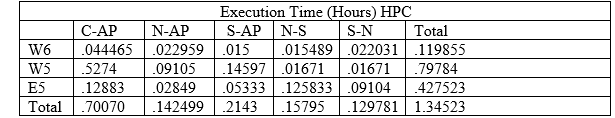 Execution Time (Hours) HPC
C-AP N-AP S-AP N-S S-N Total
W6 .044465 .022959 .015 .015489 .022031 .119855
W5 .5274 .09105 .14597 .01671 .01671 .79784
E5 .12883 .02849 .05333 .125833 .09104 .427523
Total .70070 .142499 .2143 .15795 .129781 1.34523